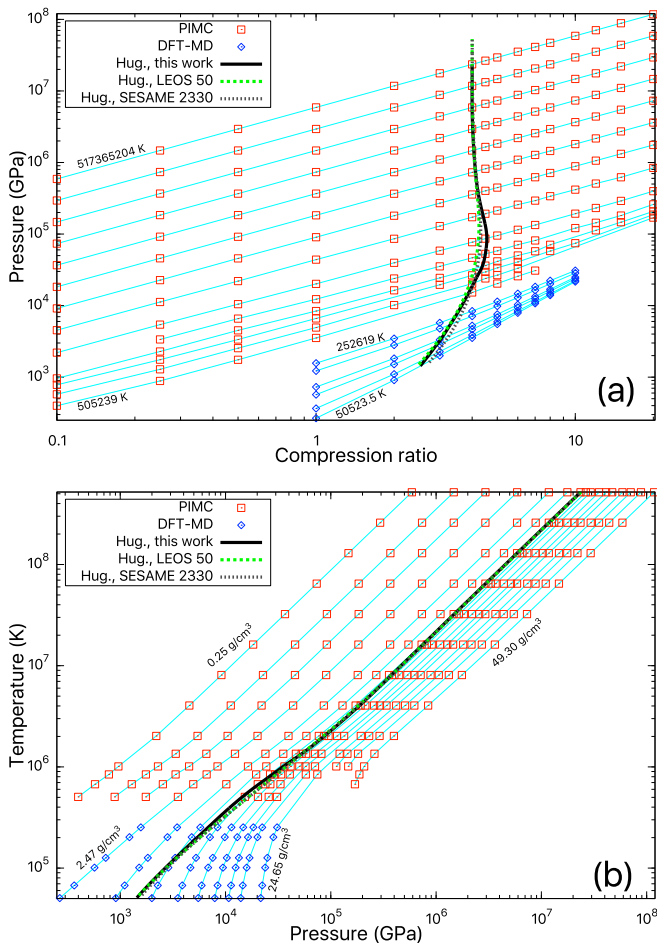 10^8
10^7
10^6
10^5
10^4
10^3
Pressure (GPa)
PIMC
DFT-MD
Hug., this work
Hug., LEOS 50
Hug., SESAME 2330
517365204 K
252619 K
505239 K
50523.5 K
(a)
0.1
1
10
Compression ratio
PIMC
DFT-MD
Hug., this work
Hug., LEOS 50
Hug., SESAME 2330
10^8
10^7
10^6
10^5
Temperature (K)
0.25 g/cm^3
49.30 g/cm^3
2.47 g/cm^3
24.65 g/cm^3
(b)
10^3
10^4
10^5
10^6
10^7
10^8
Pressure (GPa)